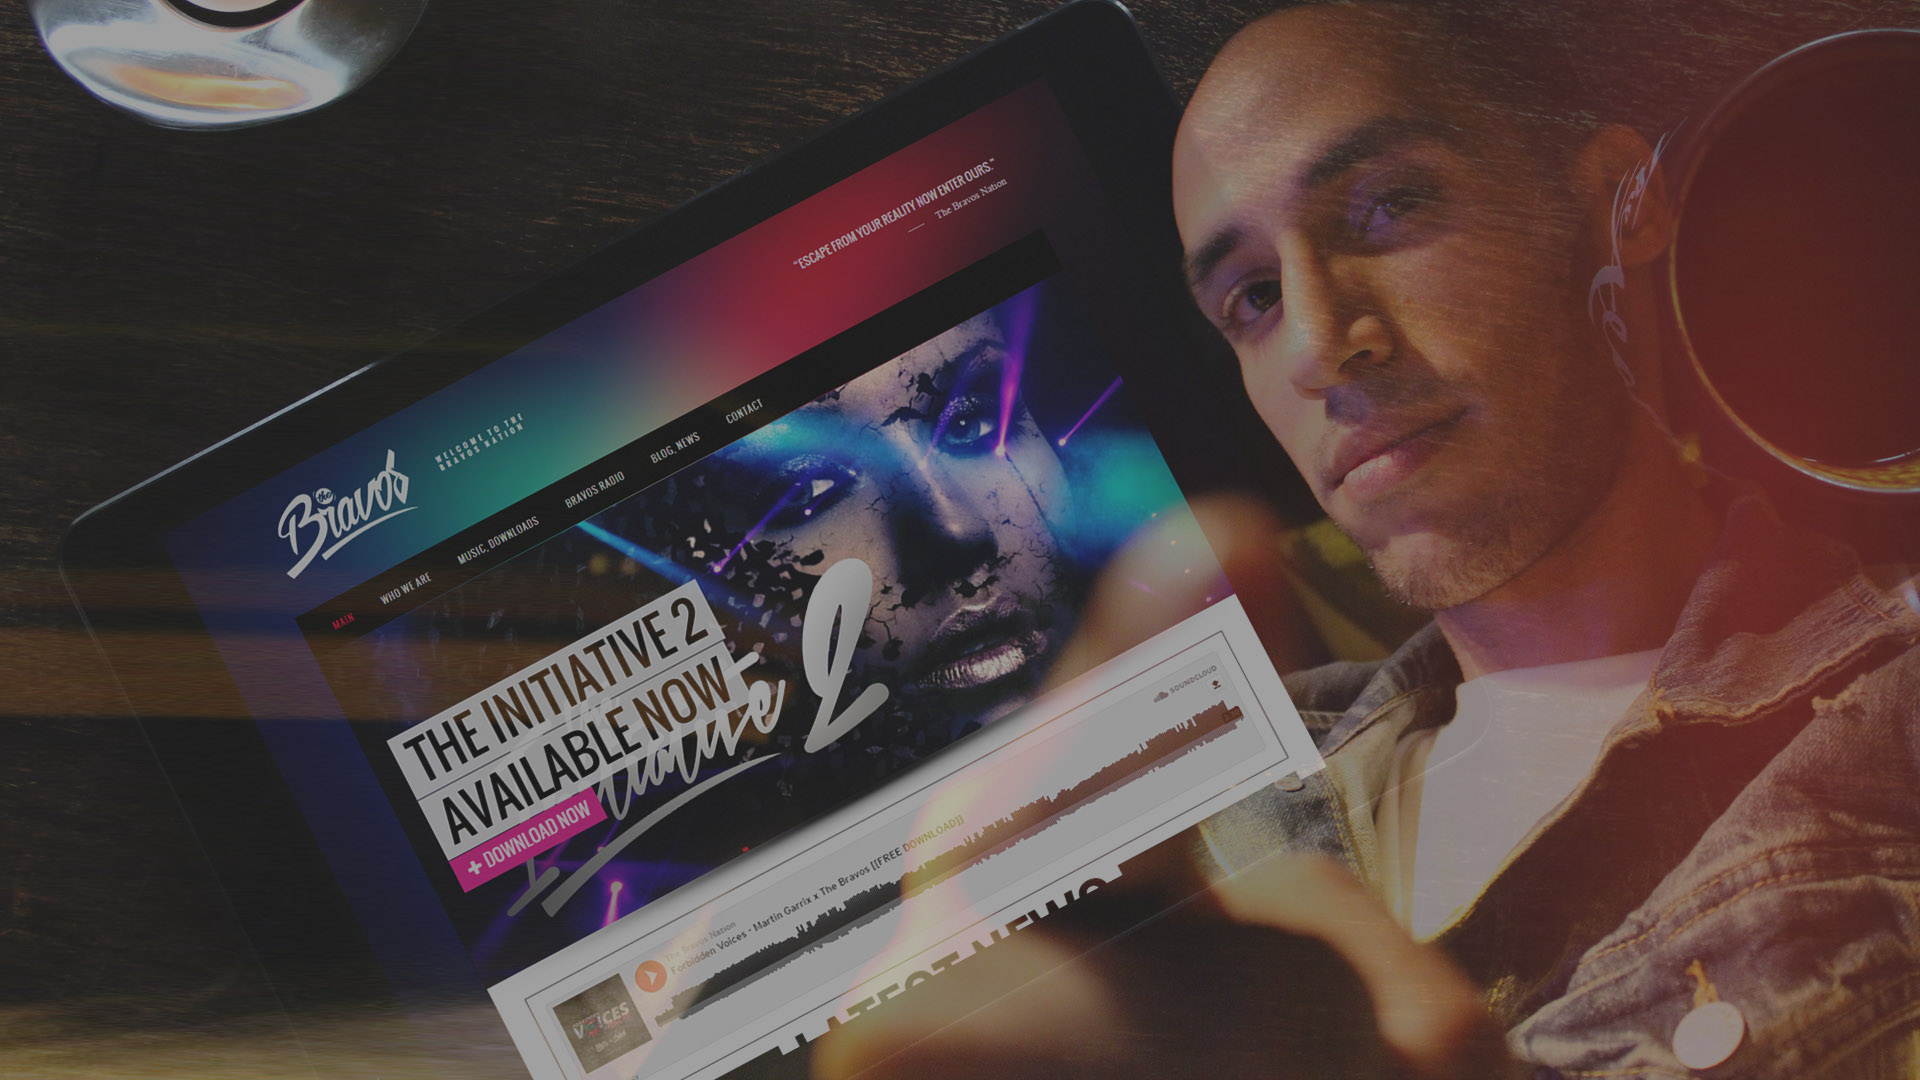 “ESCAPE FROM YOUR REALITY NOW ENTER OURS.”
The Bravos Nation
the
Bravos
WELCOME TO THE
BRAVOS NATION
MAIN
WHO WE ARE
MUSIC, DOWNLOADS
BRAVOS RADIO
BLOG, NEWS
CONTACT
THE INITIATIVE 2
AVAILABLE NOW
+ DOWNLOAD NOW
Initiative 2
SOUNDCLOUD
The Bravos Nation
Forbidden Voices - Martin Garrix x The Bravos [[FREE DOWNLOAD]]
VOICES
LATEST NEWS